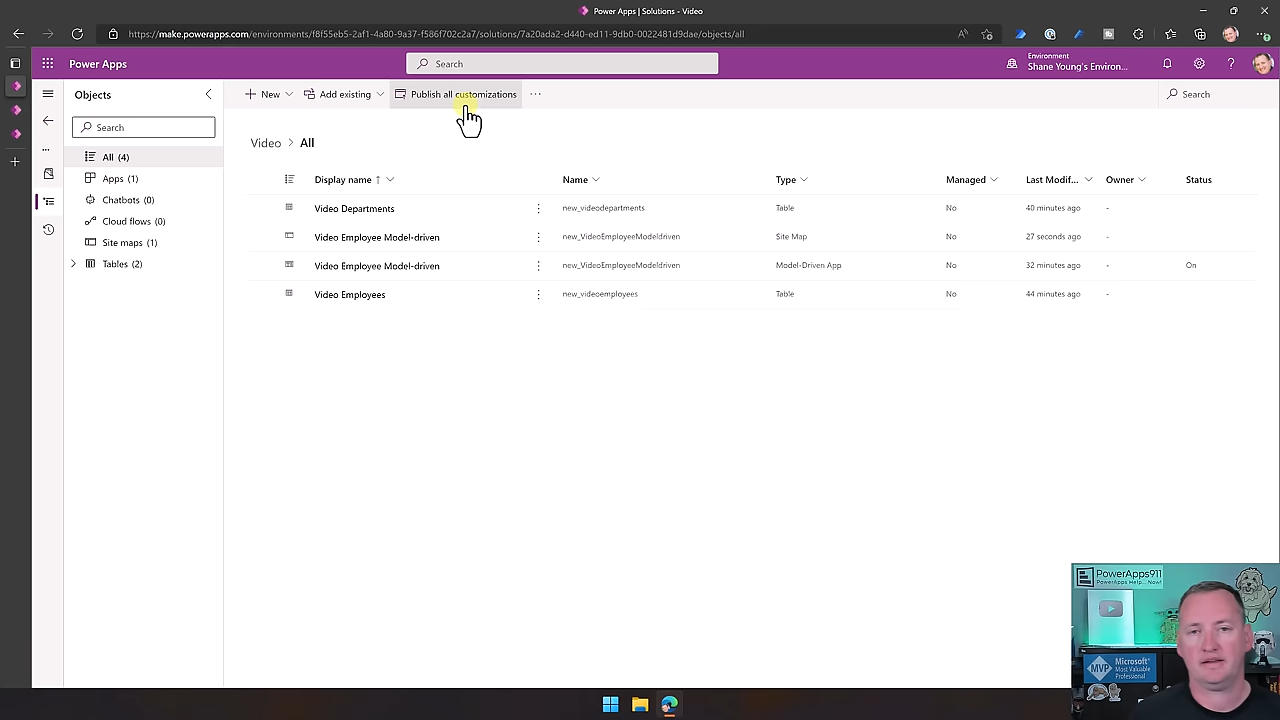 Power Apps | Solutions - Video
https://make.powerapps.com/environments/f8f55eb5-2af1-4a80-9a37-f586f702c2a7/solutions/7a20ada2-d440-ed11-9db0-0022481d9dae/objects/all
Power Apps
Search
Environment
Shane Young's Environ...
Objects
New
Add existing
Publish all customizations
Search
Search
Video > All
All (4)
Apps (1)
Chatbots (0)
Cloud flows (0)
Site maps (1)
Tables (2)
Display name Name Type Managed Last Modif... Owner Status
Video Departments new_videodepartments Table No 40 minutes ago -
Video Employee Model-driven new_VideoEmployeeModeldriven Site Map No 27 seconds ago -
Video Employee Model-driven new_VideoEmployeeModeldriven Model-Driven App No 32 minutes ago - On
Video Employees new_videoemployees Table No 44 minutes ago -
PowerApps911
PowerApps Help... Now!
MVP
Microsoft
Most Valuable
Professional